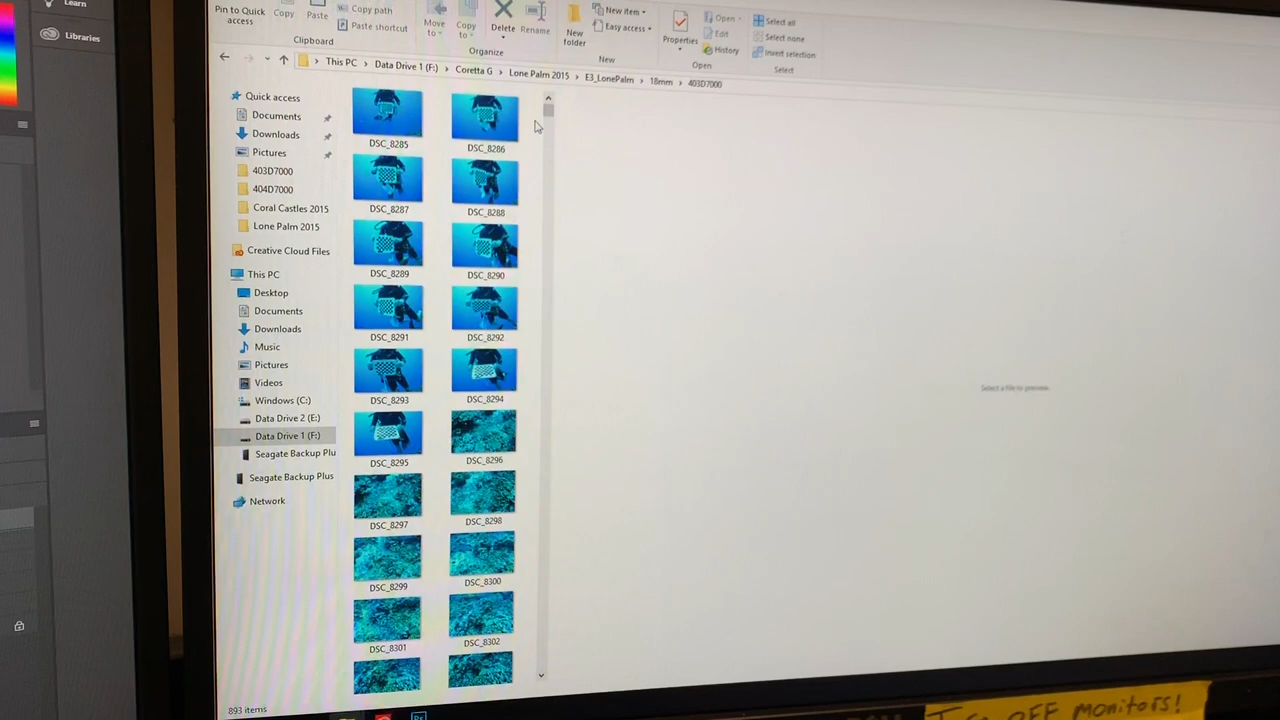 Learn
Libraries
Pin to Quick
access
Copy
Paste
Copy path
Paste shortcut
Clipboard
Move
to
Copy
to
Delete
Rename
Organize
New
folder
New item
Easy access
New
Properties
Open
Edit
History
Open
Select all
Select none
Invert selection
Select
This PC > Data Drive 1 (F:) > Coretta G > Lone Palm 2015 > E3_LonePalm > 18mm > 403D7000
Quick access
Documents
Downloads
Pictures
403D7000
404D7000
Coral Castles 2015
Lone Palm 2015
Creative Cloud Files
This PC
Desktop
Documents
Downloads
Music
Pictures
Videos
Windows (C:)
Data Drive 2 (E:)
Data Drive 1 (F:)
Seagate Backup Plu
Seagate Backup Plus
Network
DSC_8285 DSC_8286
DSC_8287 DSC_8288
DSC_8289 DSC_8290
DSC_8291 DSC_8292
DSC_8293 DSC_8294
DSC_8295 DSC_8296
DSC_8297 DSC_8298
DSC_8299 DSC_8300
DSC_8301 DSC_8302
Select a file to preview.
893 items
Ps
OFF monitors!